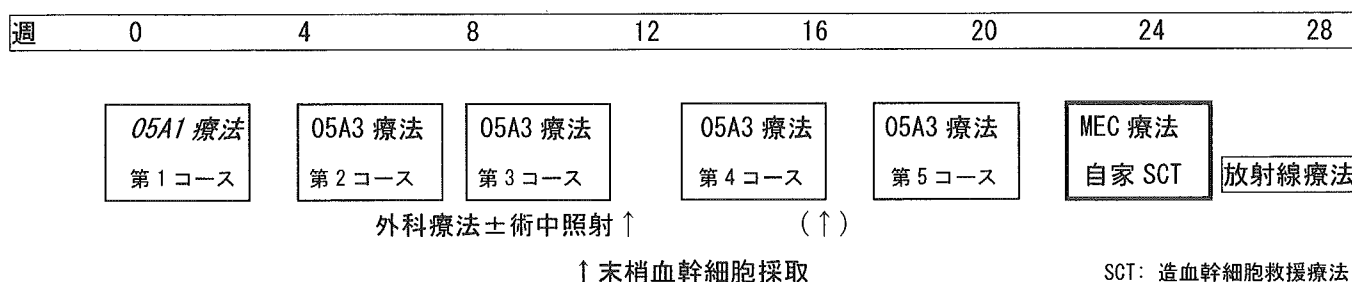 週 0 4 8 12 16 20 24 28
05A1 療法 05A3 療法 05A3 療法 05A3 療法 05A3 療法 MEC 療法
第1コース 第2コース 第3コース 第4コース 第5コース 自家 SCT 放射線療法
外科療法±術中照射↑ (↑)
↑末梢血幹細胞採取 SCT: 造血幹細胞救援療法